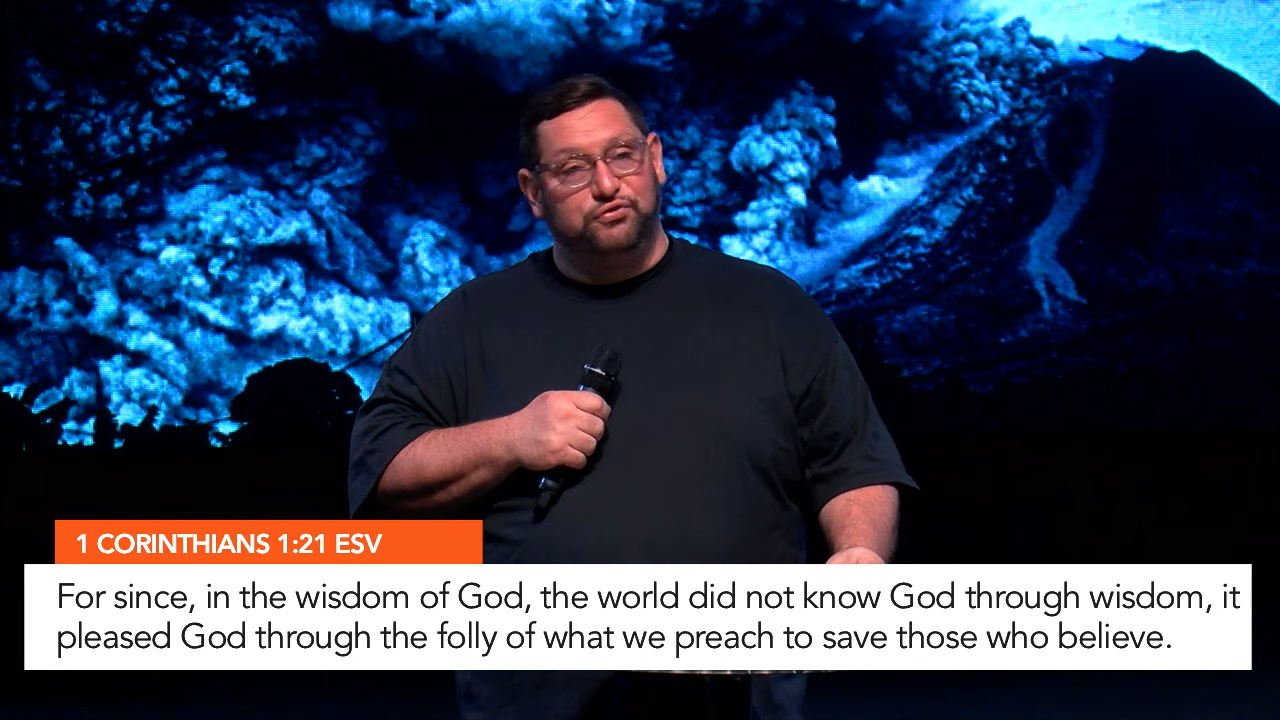 1 CORINTHIANS 1:21 ESV
For since, in the wisdom of God, the world did not know God through wisdom, it
pleased God through the folly of what we preach to save those who believe.